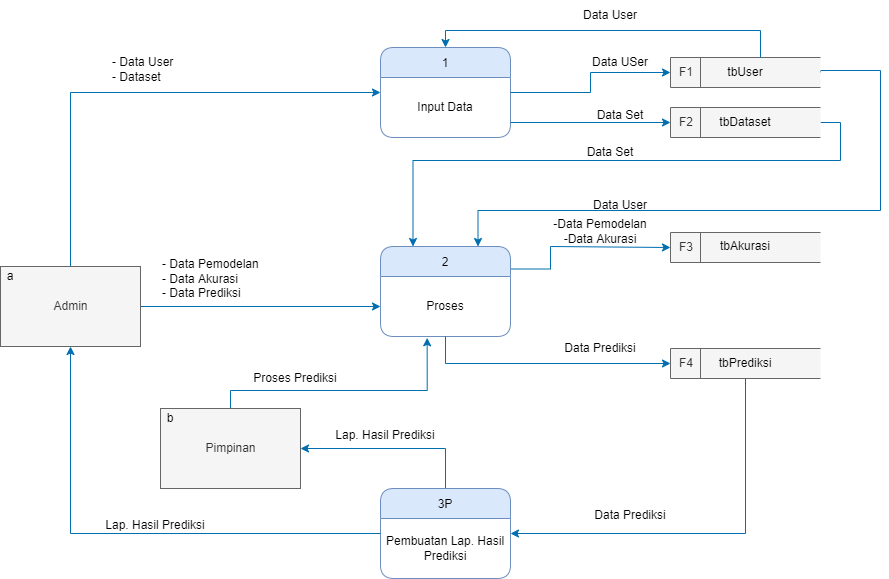 Data User
- Data User
- Dataset
1
Input Data
Data USer
F1 tbUser
Data Set
F2 tbDataset
Data Set
Data User
-Data Pemodelan
-Data Akurasi
F3 tbAkurasi
2
Proses
a
Admin
- Data Pemodelan
- Data Akurasi
- Data Prediksi
Data Prediksi
F4 tbPrediksi
Proses Prediksi
b
Pimpinan
Lap. Hasil Prediksi
3P
Pembuatan Lap. Hasil
Prediksi
Data Prediksi
Lap. Hasil Prediksi